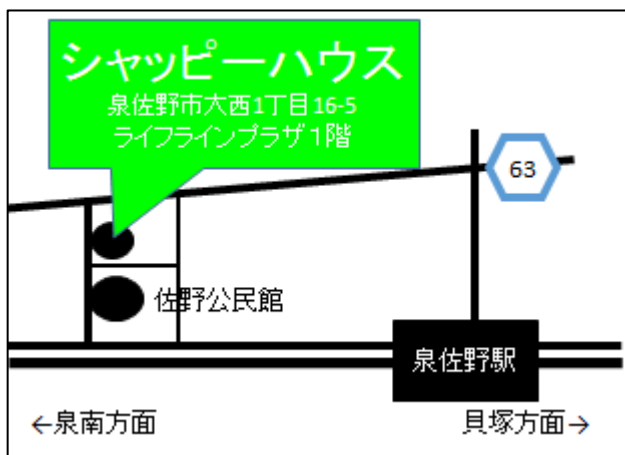 シャッピーハウス
泉佐野市大西1丁目16-5
ライフラインプラザ1階
63
佐野公民館
泉佐野駅
←泉南方面
貝塚方面→